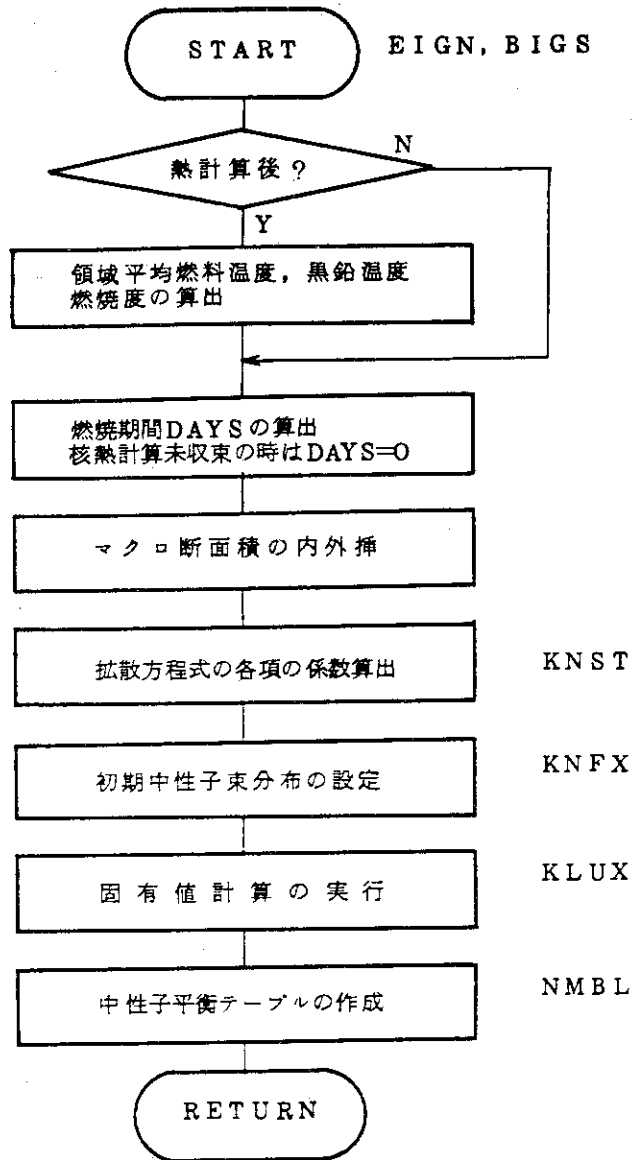 START
EIGN, BIGS
熱計算後?
N
Y
領域平均燃料温度,黒鉛温度
燃焼度の算出
燃焼期間DAYSの算出
核熱計算未収束の時はDAYS=0
マクロ断面積の内外挿
拡散方程式の各項の係数算出
KNST
初期中性子束分布の設定
KNFX
固有値計算の実行
KLUX
中性子平衡テーブルの作成
NMBL
RETURN